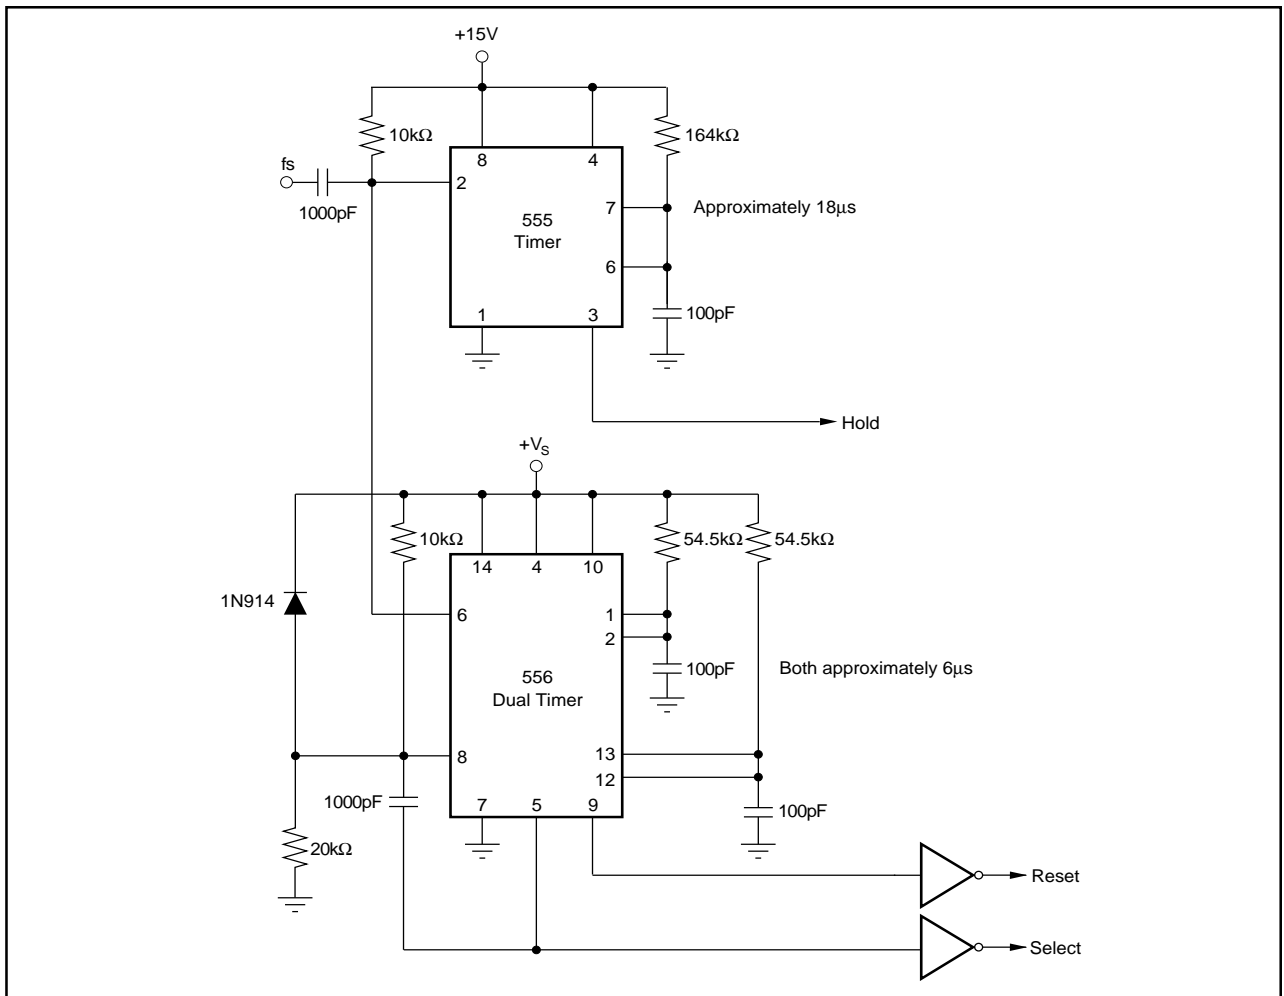 +15V
10kΩ
164kΩ
8
4
fs
2
1000pF
7
Approximately 18µs
555
Timer
6
1
3
100pF
Hold
+VS
10kΩ
54.5kΩ
54.5kΩ
14
4
10
1N914
6
1
2
100pF
Both approximately 6µs
556
Dual Timer
8
13
12
1000pF
7
5
9
100pF
20kΩ
Reset
Select